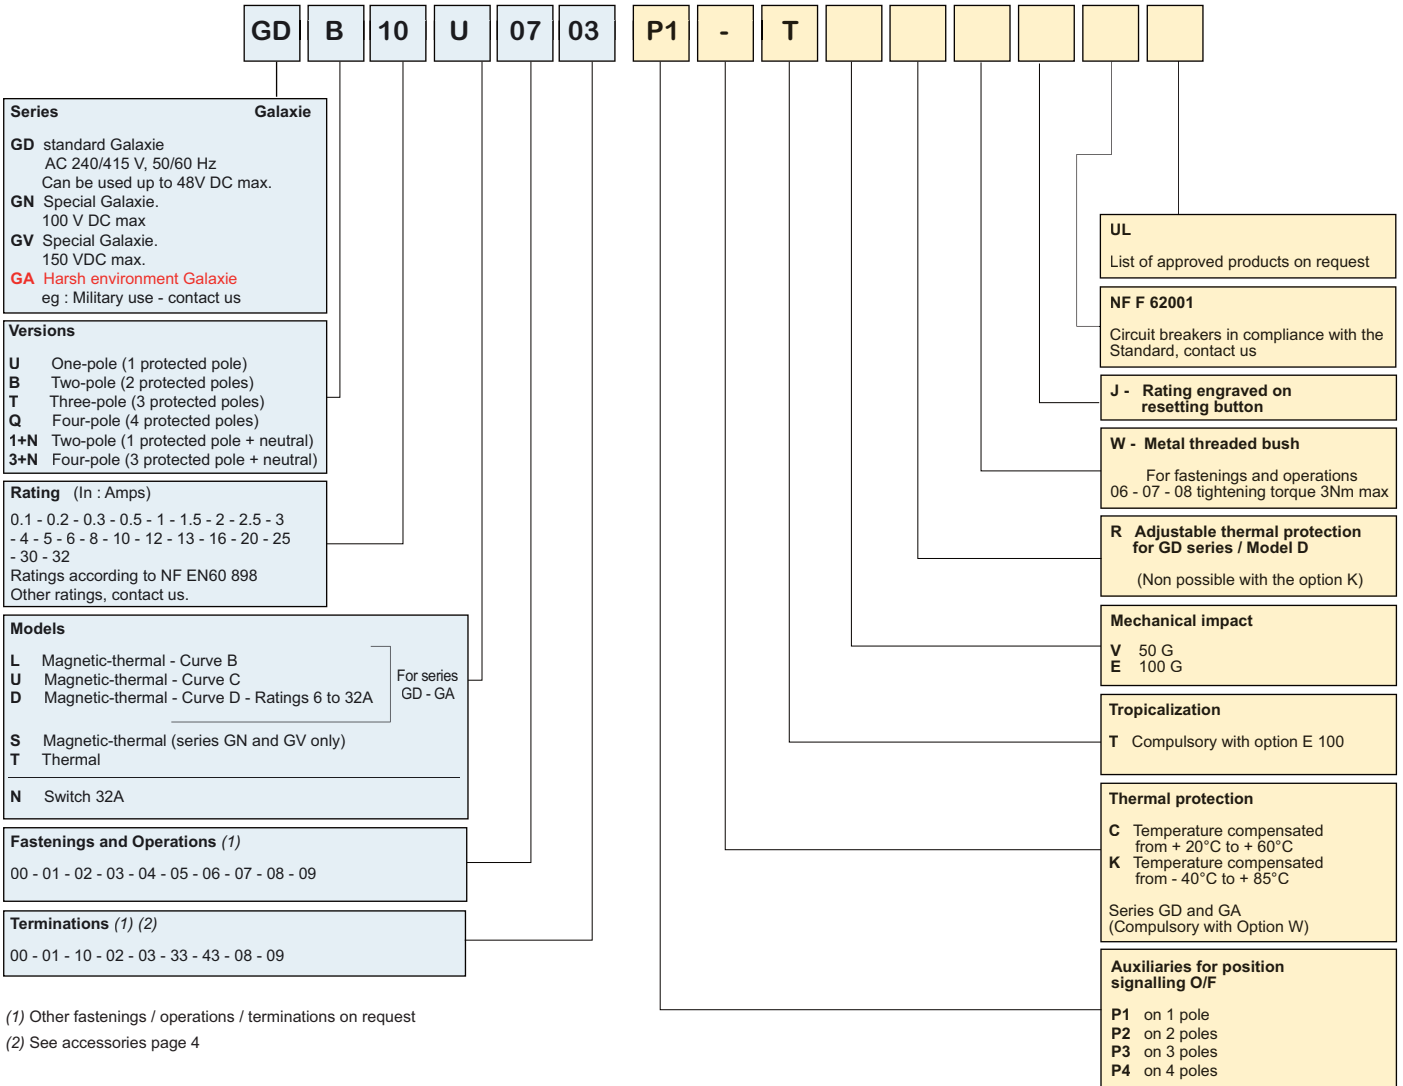 GD B 10 U 07 03 P1 - T
Series Galaxie
GD standard Galaxie
AC 240/415 V, 50/60 Hz
Can be used up to 48V DC max.
GN Special Galaxie.
100 V DC max
GV Special Galaxie.
150 VDC max.
GA Harsh environment Galaxie
eg : Military use - contact us
Versions
U One-pole (1 protected pole)
B Two-pole (2 protected poles)
T Three-pole (3 protected poles)
Q Four-pole (4 protected poles)
1+N Two-pole (1 protected pole + neutral)
3+N Four-pole (3 protected pole + neutral)
Rating (In : Amps)
0.1 - 0.2 - 0.3 - 0.5 - 1 - 1.5 - 2 - 2.5 - 3
- 4 - 5 - 6 - 8 - 10 - 12 - 13 - 16 - 20 - 25
- 30 - 32
Ratings according to NF EN60 898
Other ratings, contact us.
Models
L Magnetic-thermal - Curve B
U Magnetic-thermal - Curve C
D Magnetic-thermal - Curve D - Ratings 6 to 32A
For series
GD - GA
S Magnetic-thermal (series GN and GV only)
T Thermal
N Switch 32A
Fastenings and Operations (1)
00 - 01 - 02 - 03 - 04 - 05 - 06 - 07 - 08 - 09
Terminations (1) (2)
00 - 01 - 10 - 02 - 03 - 33 - 43 - 08 - 09
(1) Other fastenings / operations / terminations on request
(2) See accessories page 4
UL
List of approved products on request
NF F 62001
Circuit breakers in compliance with the
Standard, contact us
J - Rating engraved on
resetting button
W - Metal threaded bush
For fastenings and operations
06 - 07 - 08 tightening torque 3Nm max
R Adjustable thermal protection
for GD series / Model D
(Non possible with the option K)
Mechanical impact
V 50 G
E 100 G
Tropicalization
T Compulsory with option E 100
Thermal protection
C Temperature compensated
from + 20°C to + 60°C
K Temperature compensated
from - 40°C to + 85°C
Series GD and GA
(Compulsory with Option W)
Auxiliaries for position
signalling O/F
P1 on 1 pole
P2 on 2 poles
P3 on 3 poles
P4 on 4 poles